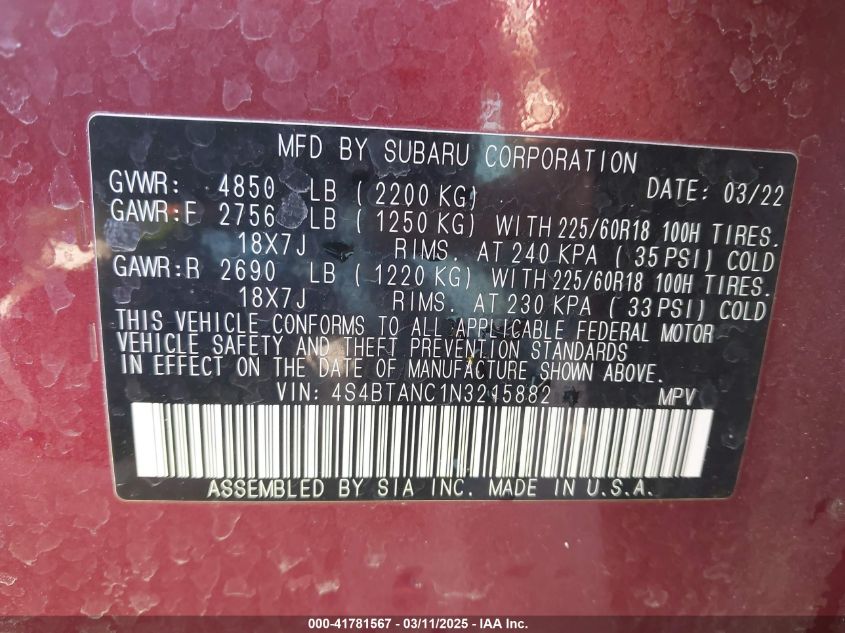 MFD BY SUBARU CORPORATION
GVWR: 4850 LB ( 2200 KG) DATE: 03/22
GAWR:F 2756 LB ( 1250 KG) WITH 225/60R18 100H TIRES.
18X7J RIMS. AT 240 KPA ( 35 PSI) COLD
GAWR:R 2690 LB ( 1220 KG) WITH 225/60R18 100H TIRES.
18X7J RIMS. AT 230 KPA ( 33 PSI) COLD
THIS VEHICLE CONFORMS TO ALL APPLICABLE FEDERAL MOTOR
VEHICLE SAFETY AND THEFT PREVENTION STANDARDS
IN EFFECT ON THE DATE OF MANUFACTURE SHOWN ABOVE.
VIN: 4S4BTANC1N3215882 MPV
ASSEMBLED BY SIA INC. MADE IN U.S.A.
000-41781567 - 03/11/2025 - IAA Inc.